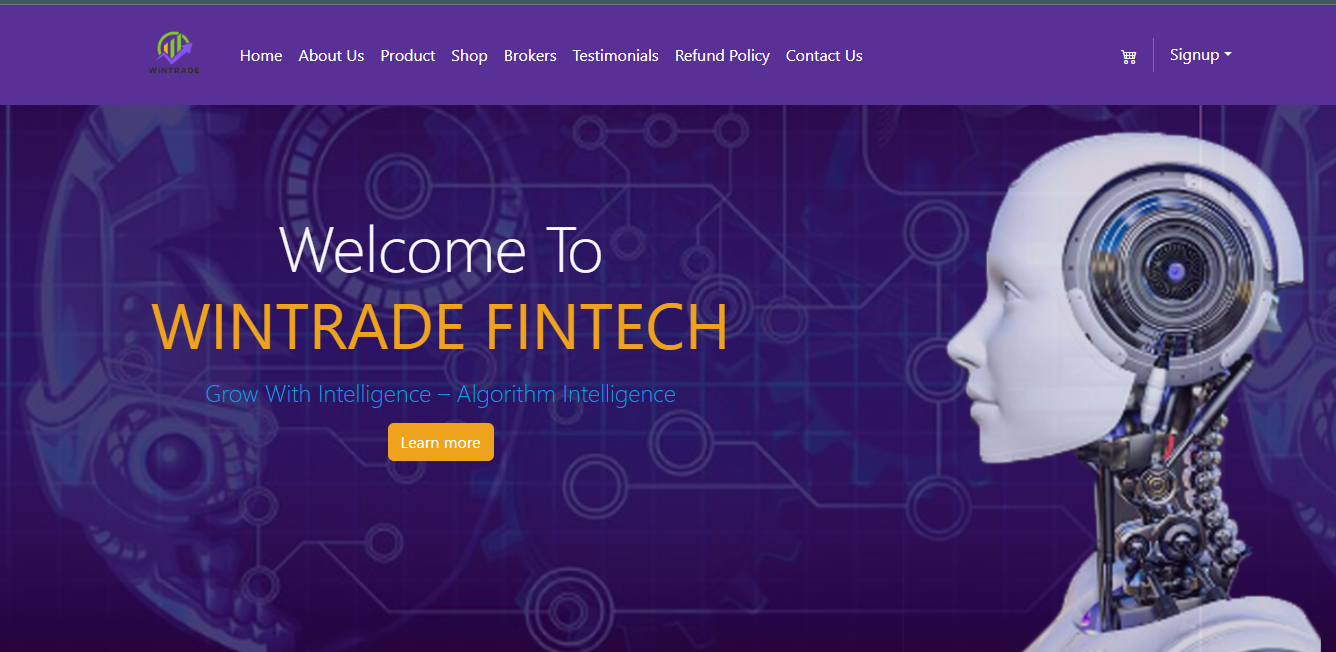 WINTRADE
Home About Us Product Shop Brokers Testimonials Refund Policy Contact Us Signup
Welcome To
WINTRADE FINTECH
Grow With Intelligence – Algorithm Intelligence
Learn more